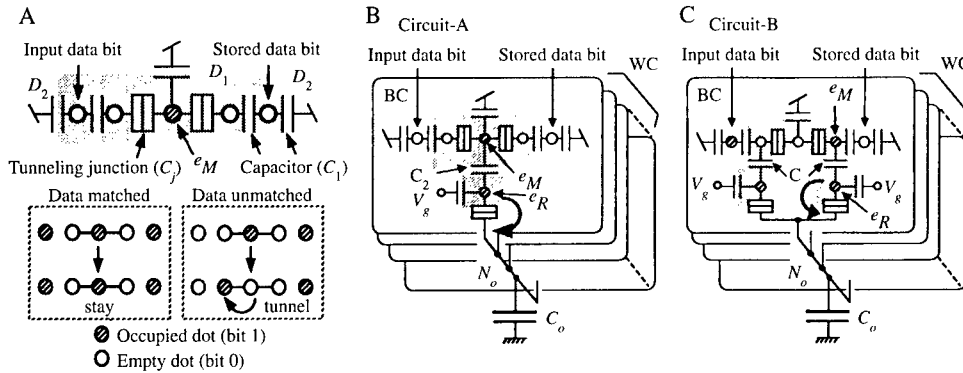 A
Input data bit
Stored data bit
D2
D1
D2
Tunneling junction (Cj)
eM
Capacitor (C1)
Data matched
Data unmatched
stay
tunnel
Occupied dot (bit 1)
Empty dot (bit 0)
B
Circuit-A
Input data bit
Stored data bit
WC
BC
C2
eM
Vg
eR
No
Co
C
Circuit-B
Input data bit
Stored data bit
WC
BC
eM
C
Vg
Vg
eR
No
Co